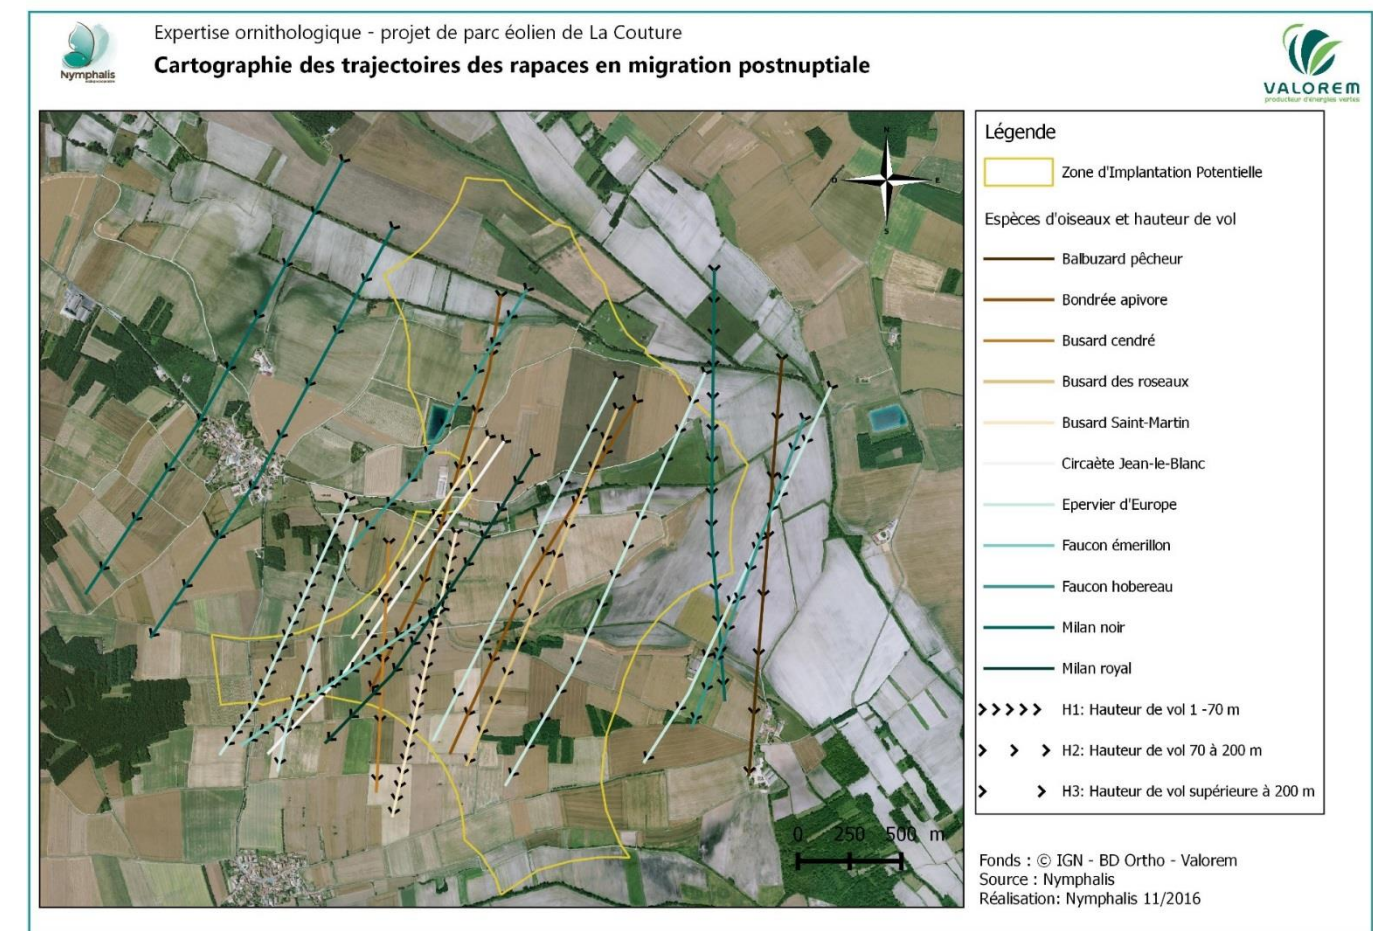 Expertise ornithologique - projet de parc éolien de La Couture
Cartographie des trajectoires des rapaces en migration postnuptiale
Nymphalis
VALOREM
producteur d'énergies vertes
N
O
E
S
0 250 500 m
Légende
Zone d'Implantation Potentielle
Espèces d'oiseaux et hauteur de vol
Balbuzard pêcheur
Bondrée apivore
Busard cendré
Busard des roseaux
Busard Saint-Martin
Circaète Jean-le-Blanc
Epervier d'Europe
Faucon émerillon
Faucon hobereau
Milan noir
Milan royal
H1: Hauteur de vol 1 -70 m
H2: Hauteur de vol 70 à 200 m
H3: Hauteur de vol supérieure à 200 m
Fonds : © IGN - BD Ortho - Valorem
Source : Nymphalis
Réalisation: Nymphalis 11/2016